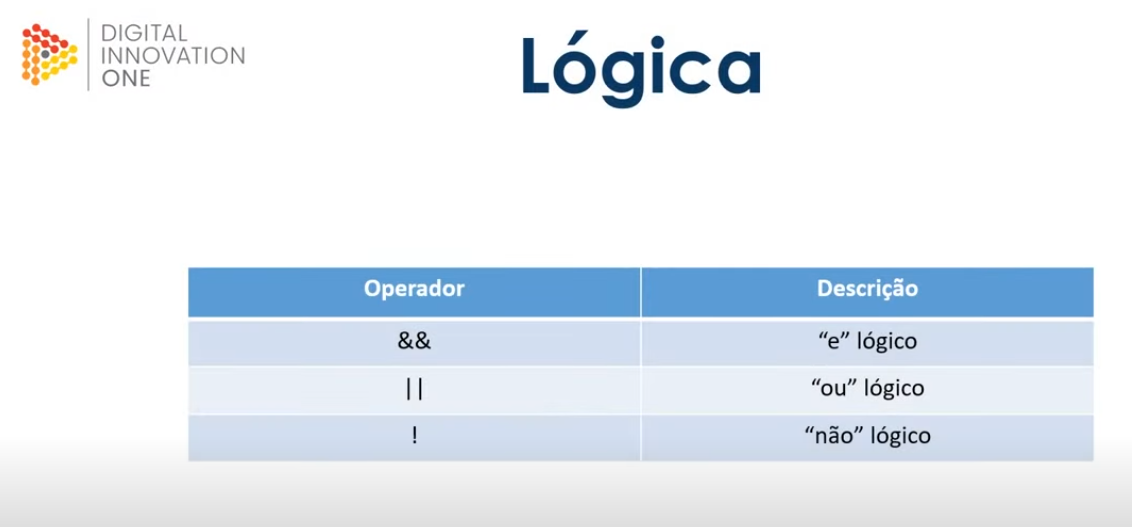 DIGITAL
INNOVATION
ONE
Lógica
Operador Descrição
&& “e” lógico
|| “ou” lógico
! “não” lógico